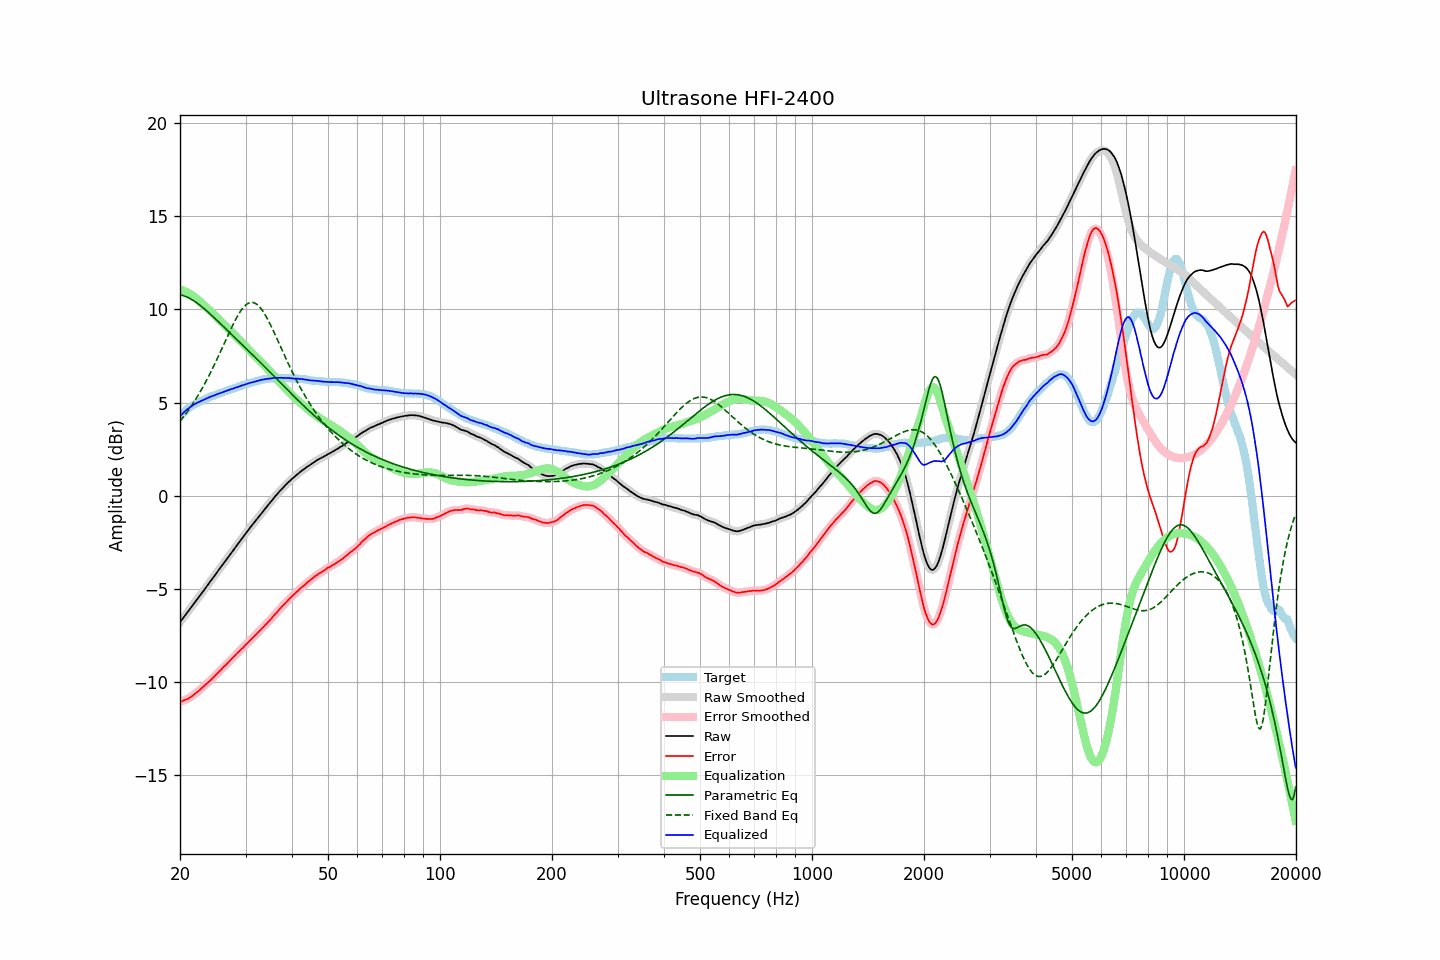 Ultrasone HFI-2400
Amplitude (dBr)
20
15
10
5
0
−5
−10
−15
Target
Raw Smoothed
Error Smoothed
Raw
Error
Equalization
Parametric Eq
Fixed Band Eq
Equalized
20 50 100 200 500 1000 2000 5000 10000 20000
Frequency (Hz)